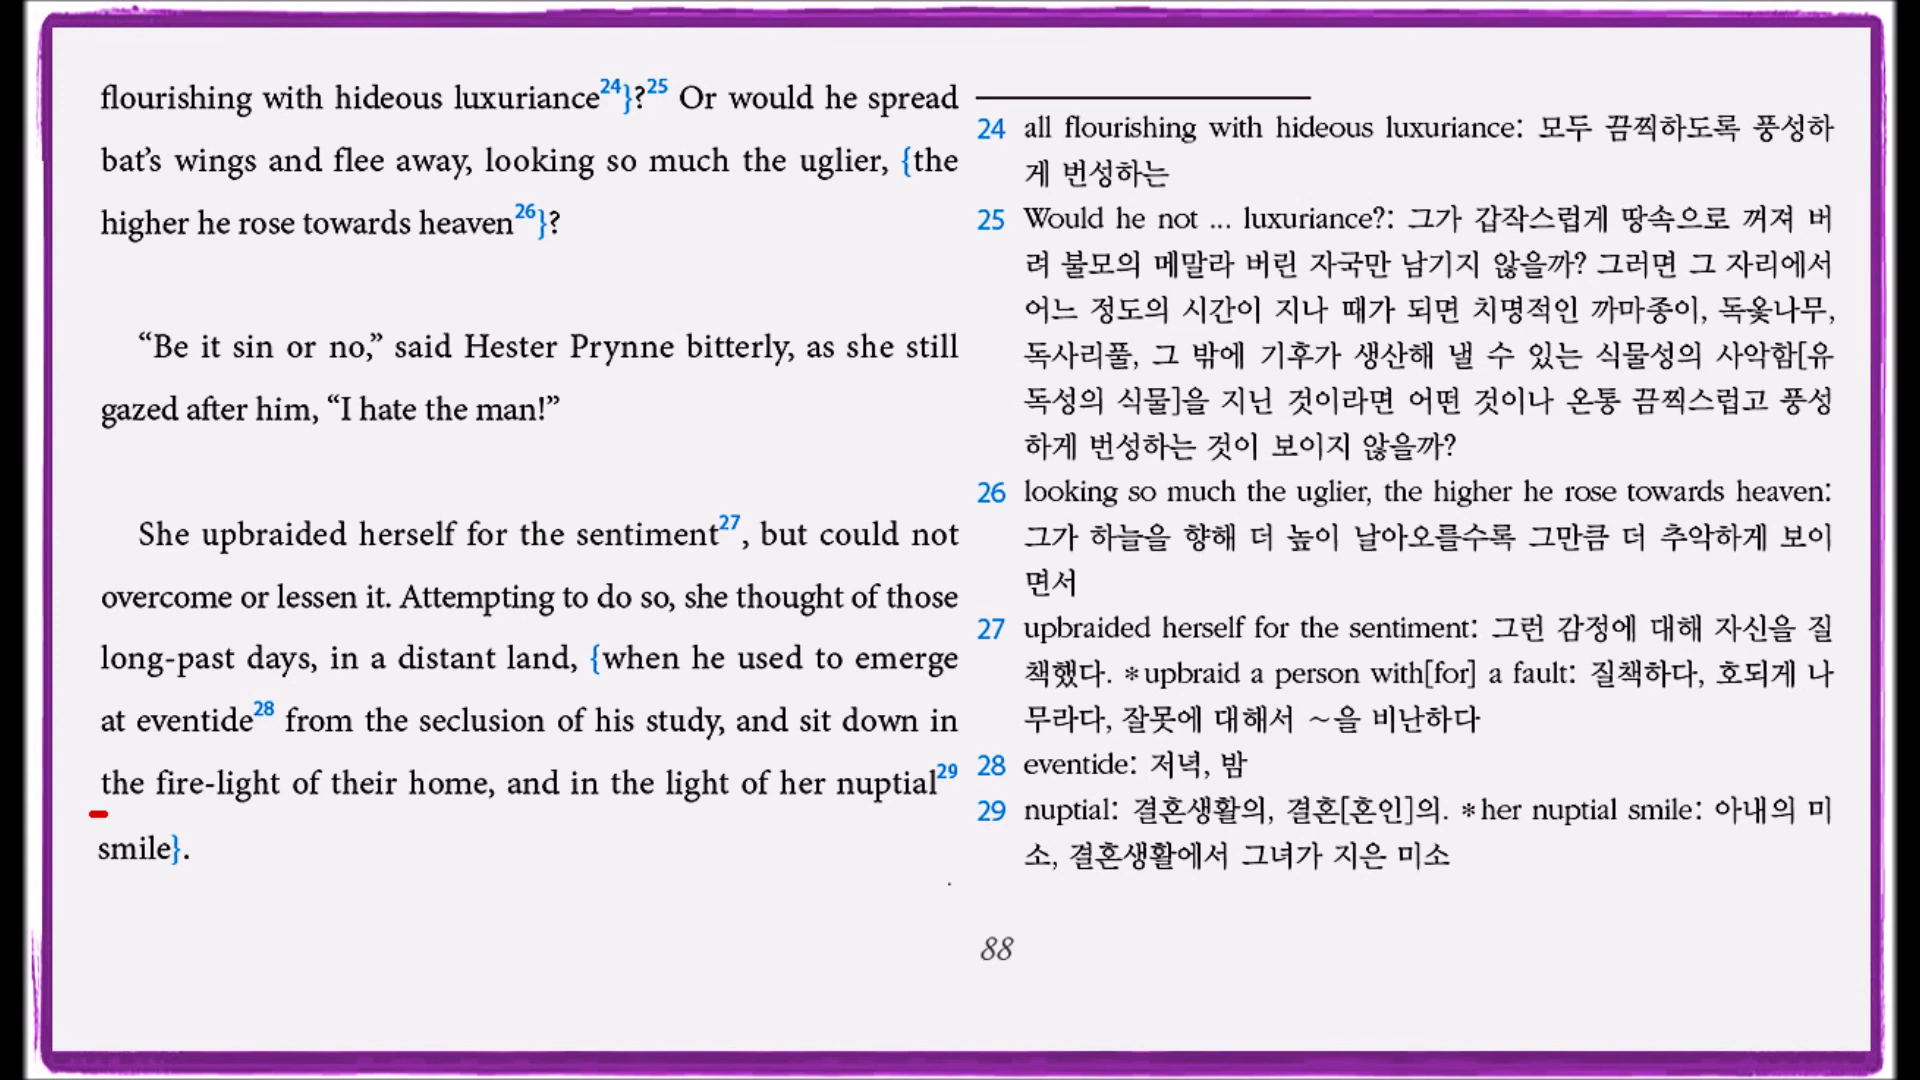 flourishing with hideous luxuriance24}?25 Or would he spread
bat's wings and flee away, looking so much the uglier, {the
higher he rose towards heaven26}?
“Be it sin or no,” said Hester Prynne bitterly, as she still
gazed after him, “I hate the man!”
She upbraided herself for the sentiment27, but could not
overcome or lessen it. Attempting to do so, she thought of those
long-past days, in a distant land, {when he used to emerge
at eventide28 from the seclusion of his study, and sit down in
the fire-light of their home, and in the light of her nuptial29
smile}.
24 all flourishing with hideous luxuriance: 모두 끔찍하도록 풍성하
게 번성하는
25 Would he not ... luxuriance?: 그가 갑작스럽게 땅속으로 꺼져 버
려 불모의 메말라 버린 자국만 남기지 않을까? 그러면 그 자리에서
어느 정도의 시간이 지나 때가 되면 치명적인 까마종이, 독옻나무,
독사리풀, 그 밖에 기후가 생산해 낼 수 있는 식물성의 사악함[유
독성의 식물]을 지닌 것이라면 어떤 것이나 온통 끔찍스럽고 풍성
하게 번성하는 것이 보이지 않을까?
26 looking so much the uglier, the higher he rose towards heaven:
그가 하늘을 향해 더 높이 날아오를수록 그만큼 더 추악하게 보이
면서
27 upbraided herself for the sentiment: 그런 감정에 대해 자신을 질
책했다. *upbraid a person with[for] a fault: 질책하다, 호되게 나
무라다, 잘못에 대해서 ~을 비난하다
28 eventide: 저녁, 밤
29 nuptial: 결혼생활의, 결혼[혼인]의. *her nuptial smile: 아내의 미
소, 결혼생활에서 그녀가 지은 미소
88